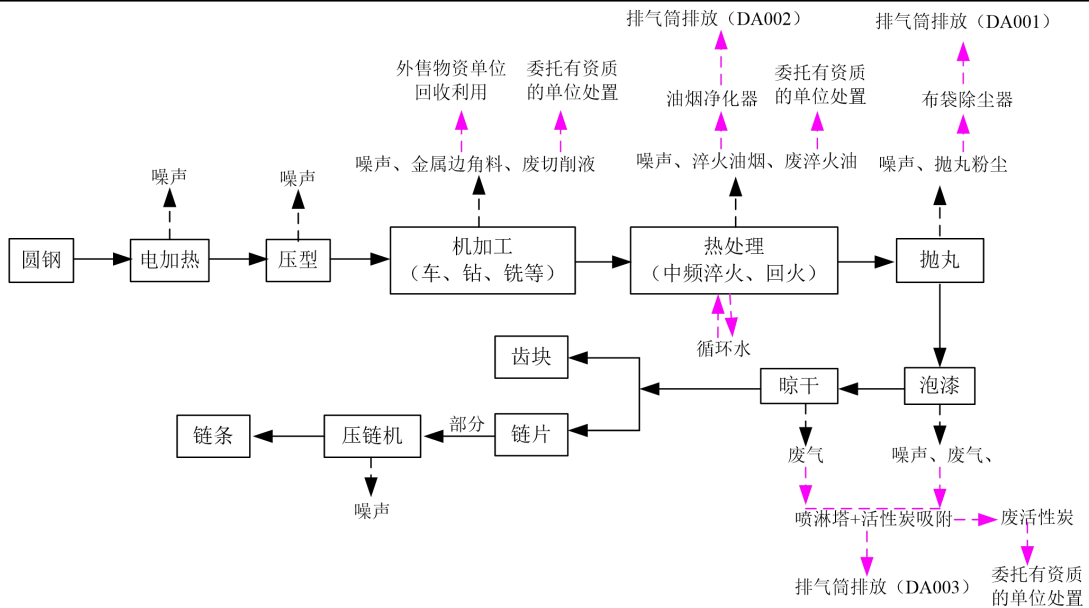 排气筒排放（DA002）
排气筒排放（DA001）
外售物资单位
回收利用
委托有资质
的单位处置
油烟净化器
委托有资质
的单位处置
布袋除尘器
噪声、金属边角料、废切削液
噪声、淬火油烟、废淬火油
噪声、抛丸粉尘
噪声
噪声
圆钢
电加热
压型
机加工
（车、钻、铣等）
热处理
（中频淬火、回火）
抛丸
循环水
齿块
晾干
泡漆
链条
压链机
部分
链片
废气
噪声、废气、
噪声
喷淋塔+活性炭吸附
废活性炭
排气筒排放（DA003）
委托有资质
的单位处置